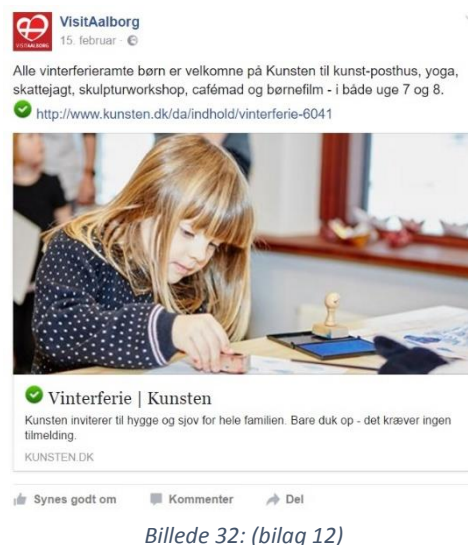 VisitAalborg
VISITAALBORG
15. februar ·
Alle vinterferieramte børn er velkomne på Kunsten til kunst-posthus, yoga,
skattejagt, skulpturworkshop, cafémad og børnefilm - i både uge 7 og 8.
http://www.kunsten.dk/da/indhold/vinterferie-6041
Vinterferie | Kunsten
Kunsten inviterer til hygge og sjov for hele familien. Bare duk op - det kræver ingen
tilmelding.
KUNSTEN.DK
Synes godt om Kommenter Del
Billede 32: (bilag 12)